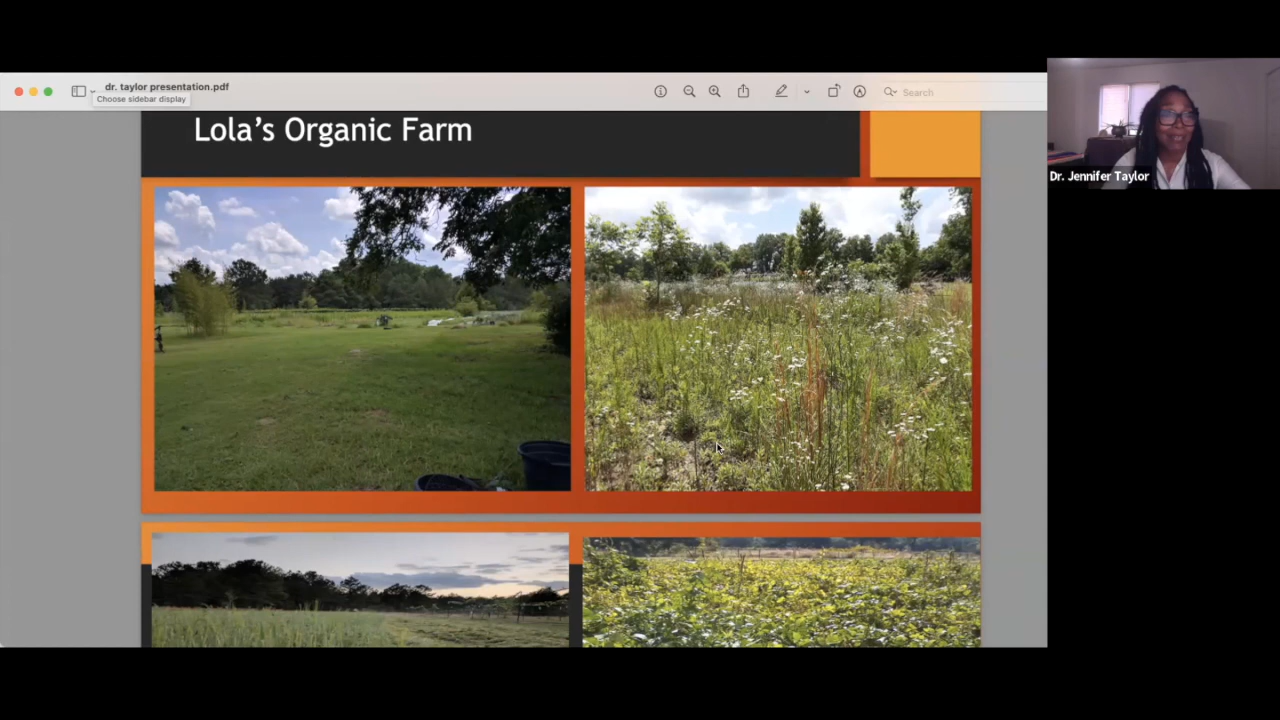 dr. taylor presentation.pdf
Choose sidebar display
Search
Lola's Organic Farm
Dr. Jennifer Taylor